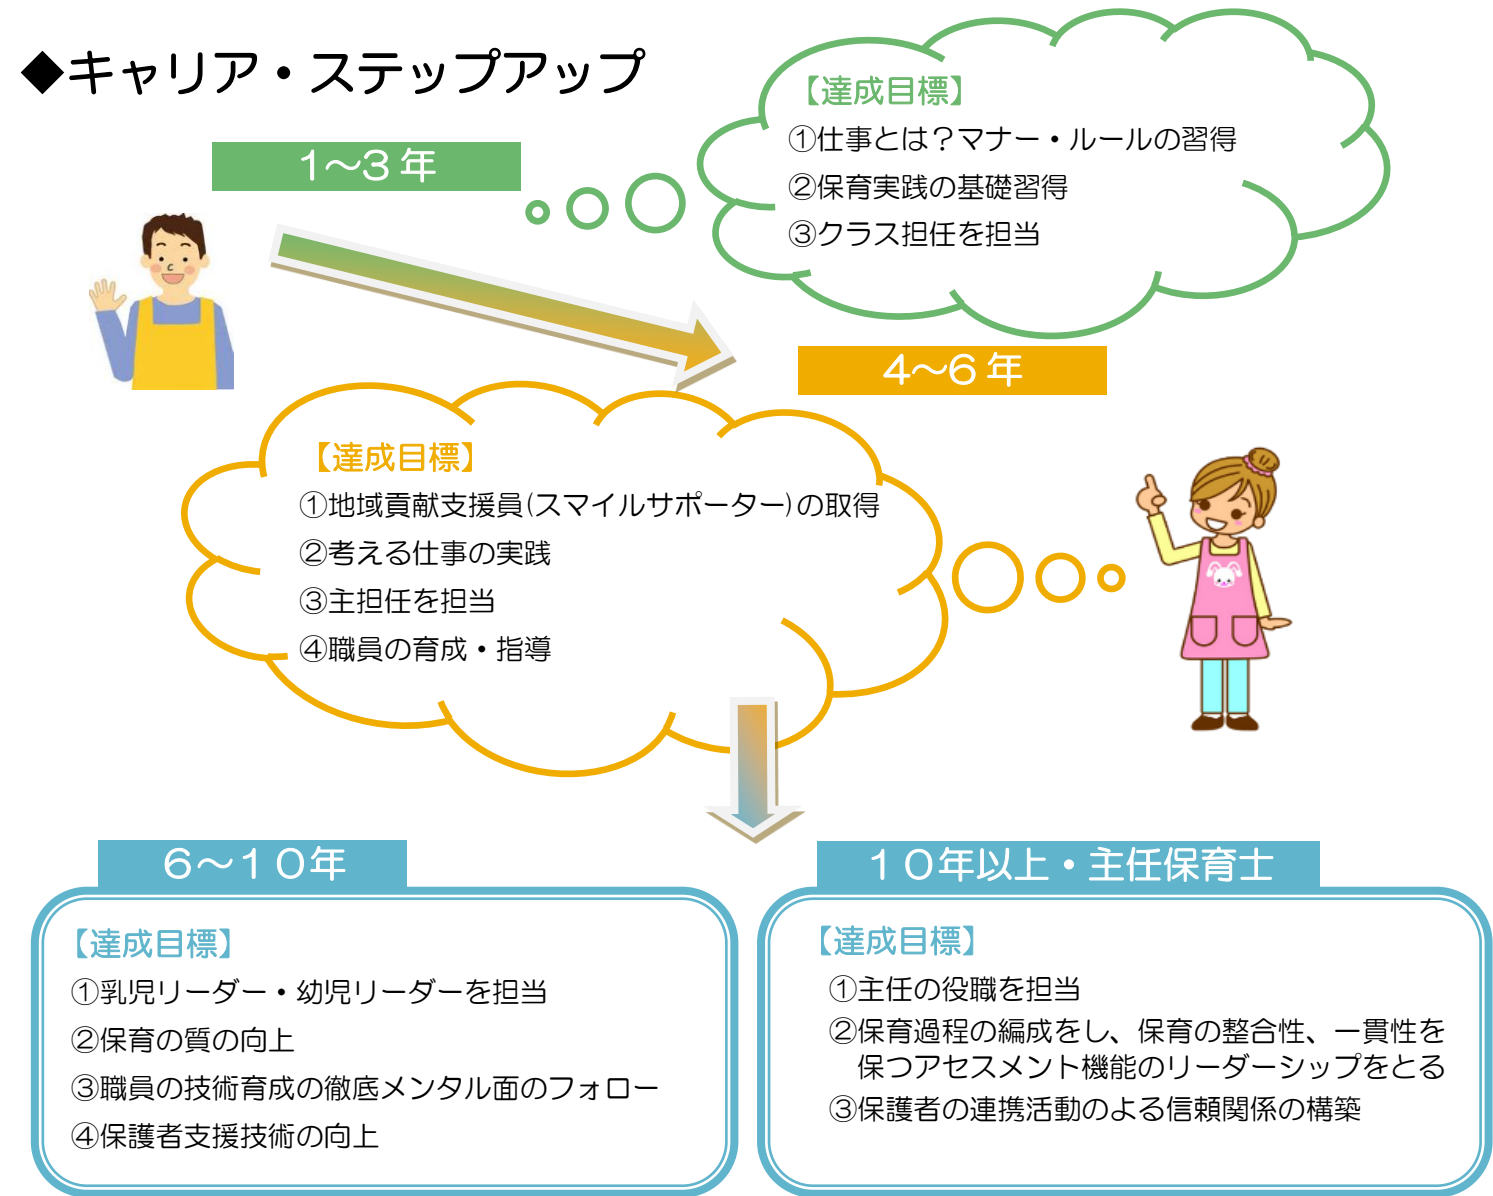 ◆キャリア・ステップアップ
1～3年
【達成目標】
①仕事とは？マナー・ルールの習得
②保育実践の基礎習得
③クラス担任を担当
4～6年
【達成目標】
①地域貢献支援員(スマイルサポーター)の取得
②考える仕事の実践
③主担任を担当
④職員の育成・指導
6～10年
【達成目標】
①乳児リーダー・幼児リーダーを担当
②保育の質の向上
③職員の技術育成の徹底メンタル面のフォロー
④保護者支援技術の向上
10年以上・主任保育士
【達成目標】
①主任の役職を担当
②保育過程の編成をし、保育の整合性、一貫性を
保つアセスメント機能のリーダーシップをとる
③保護者の連携活動のよる信頼関係の構築